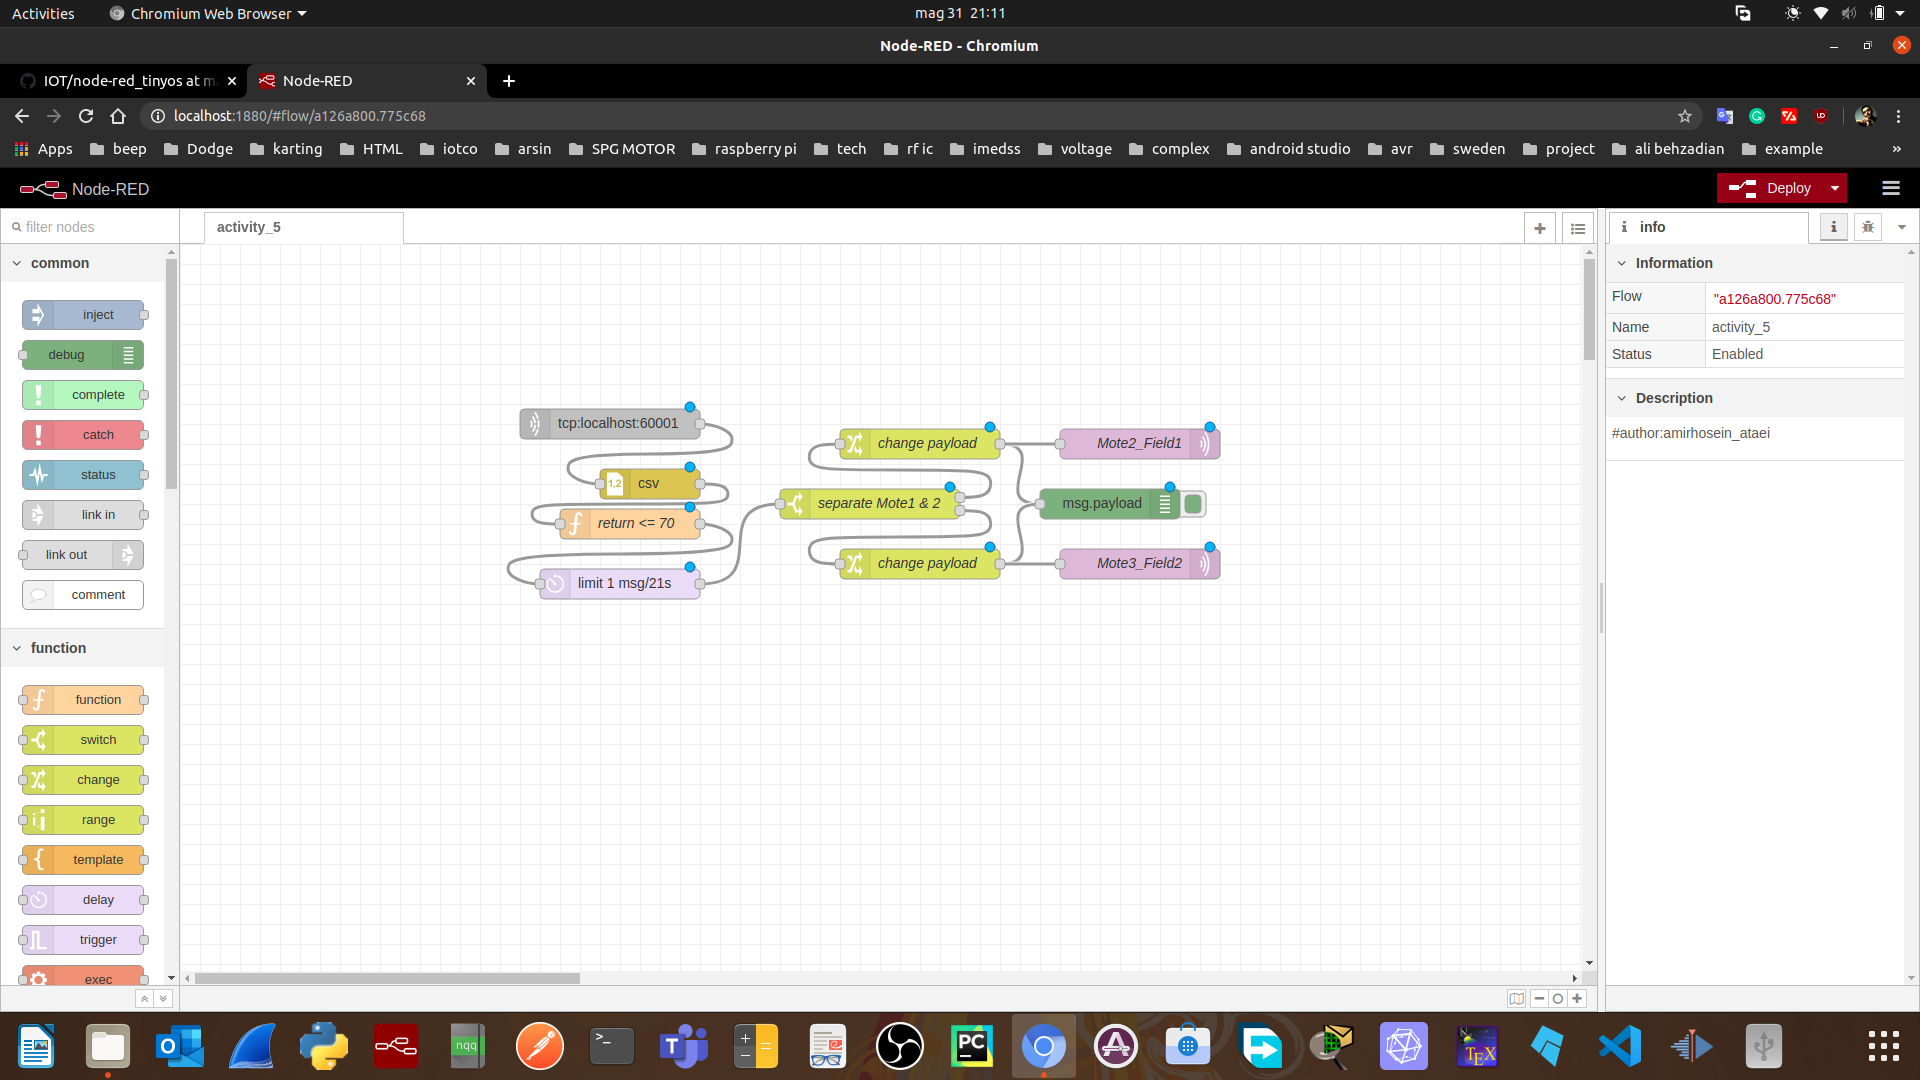 Activities
Chromium Web Browser
mag 31 21:11
Node-RED - Chromium
IOT/node-red_tinyos at m
Node-RED
localhost:1880/#flow/a126a800.775c68
Apps beep Dodge karting HTML iotco arsin SPG MOTOR raspberry pi tech rf ic imedss voltage complex android studio avr sweden project ali behzadian example »
Node-RED
Deploy
filter nodes
activity_5
info
common
inject
debug
complete
catch
status
link in
link out
comment
function
function
switch
change
range
template
delay
trigger
exec
tcp:localhost:60001
1,2 csv
return <= 70
limit 1 msg/21s
separate Mote1 & 2
change payload
change payload
Mote2_Field1
msg.payload
Mote3_Field2
Information
Flow "a126a800.775c68"
Name activity_5
Status Enabled
Description
#author:amirhosein_ataei
nqq
PC
TEX